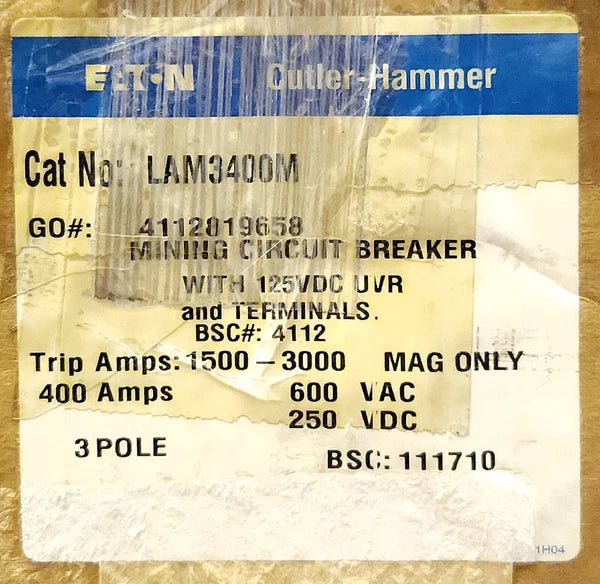 EATON Cutler-Hammer
Cat No: LAM3400M
GO#: 4112819658
MINING CIRCUIT BREAKER
WITH 125VDC UVR
and TERMINALS.
BSC#: 4112
Trip Amps: 1500-3000 MAG ONLY
400 Amps 600 VAC
250 VDC
3 POLE
BSC: 111710
1H04